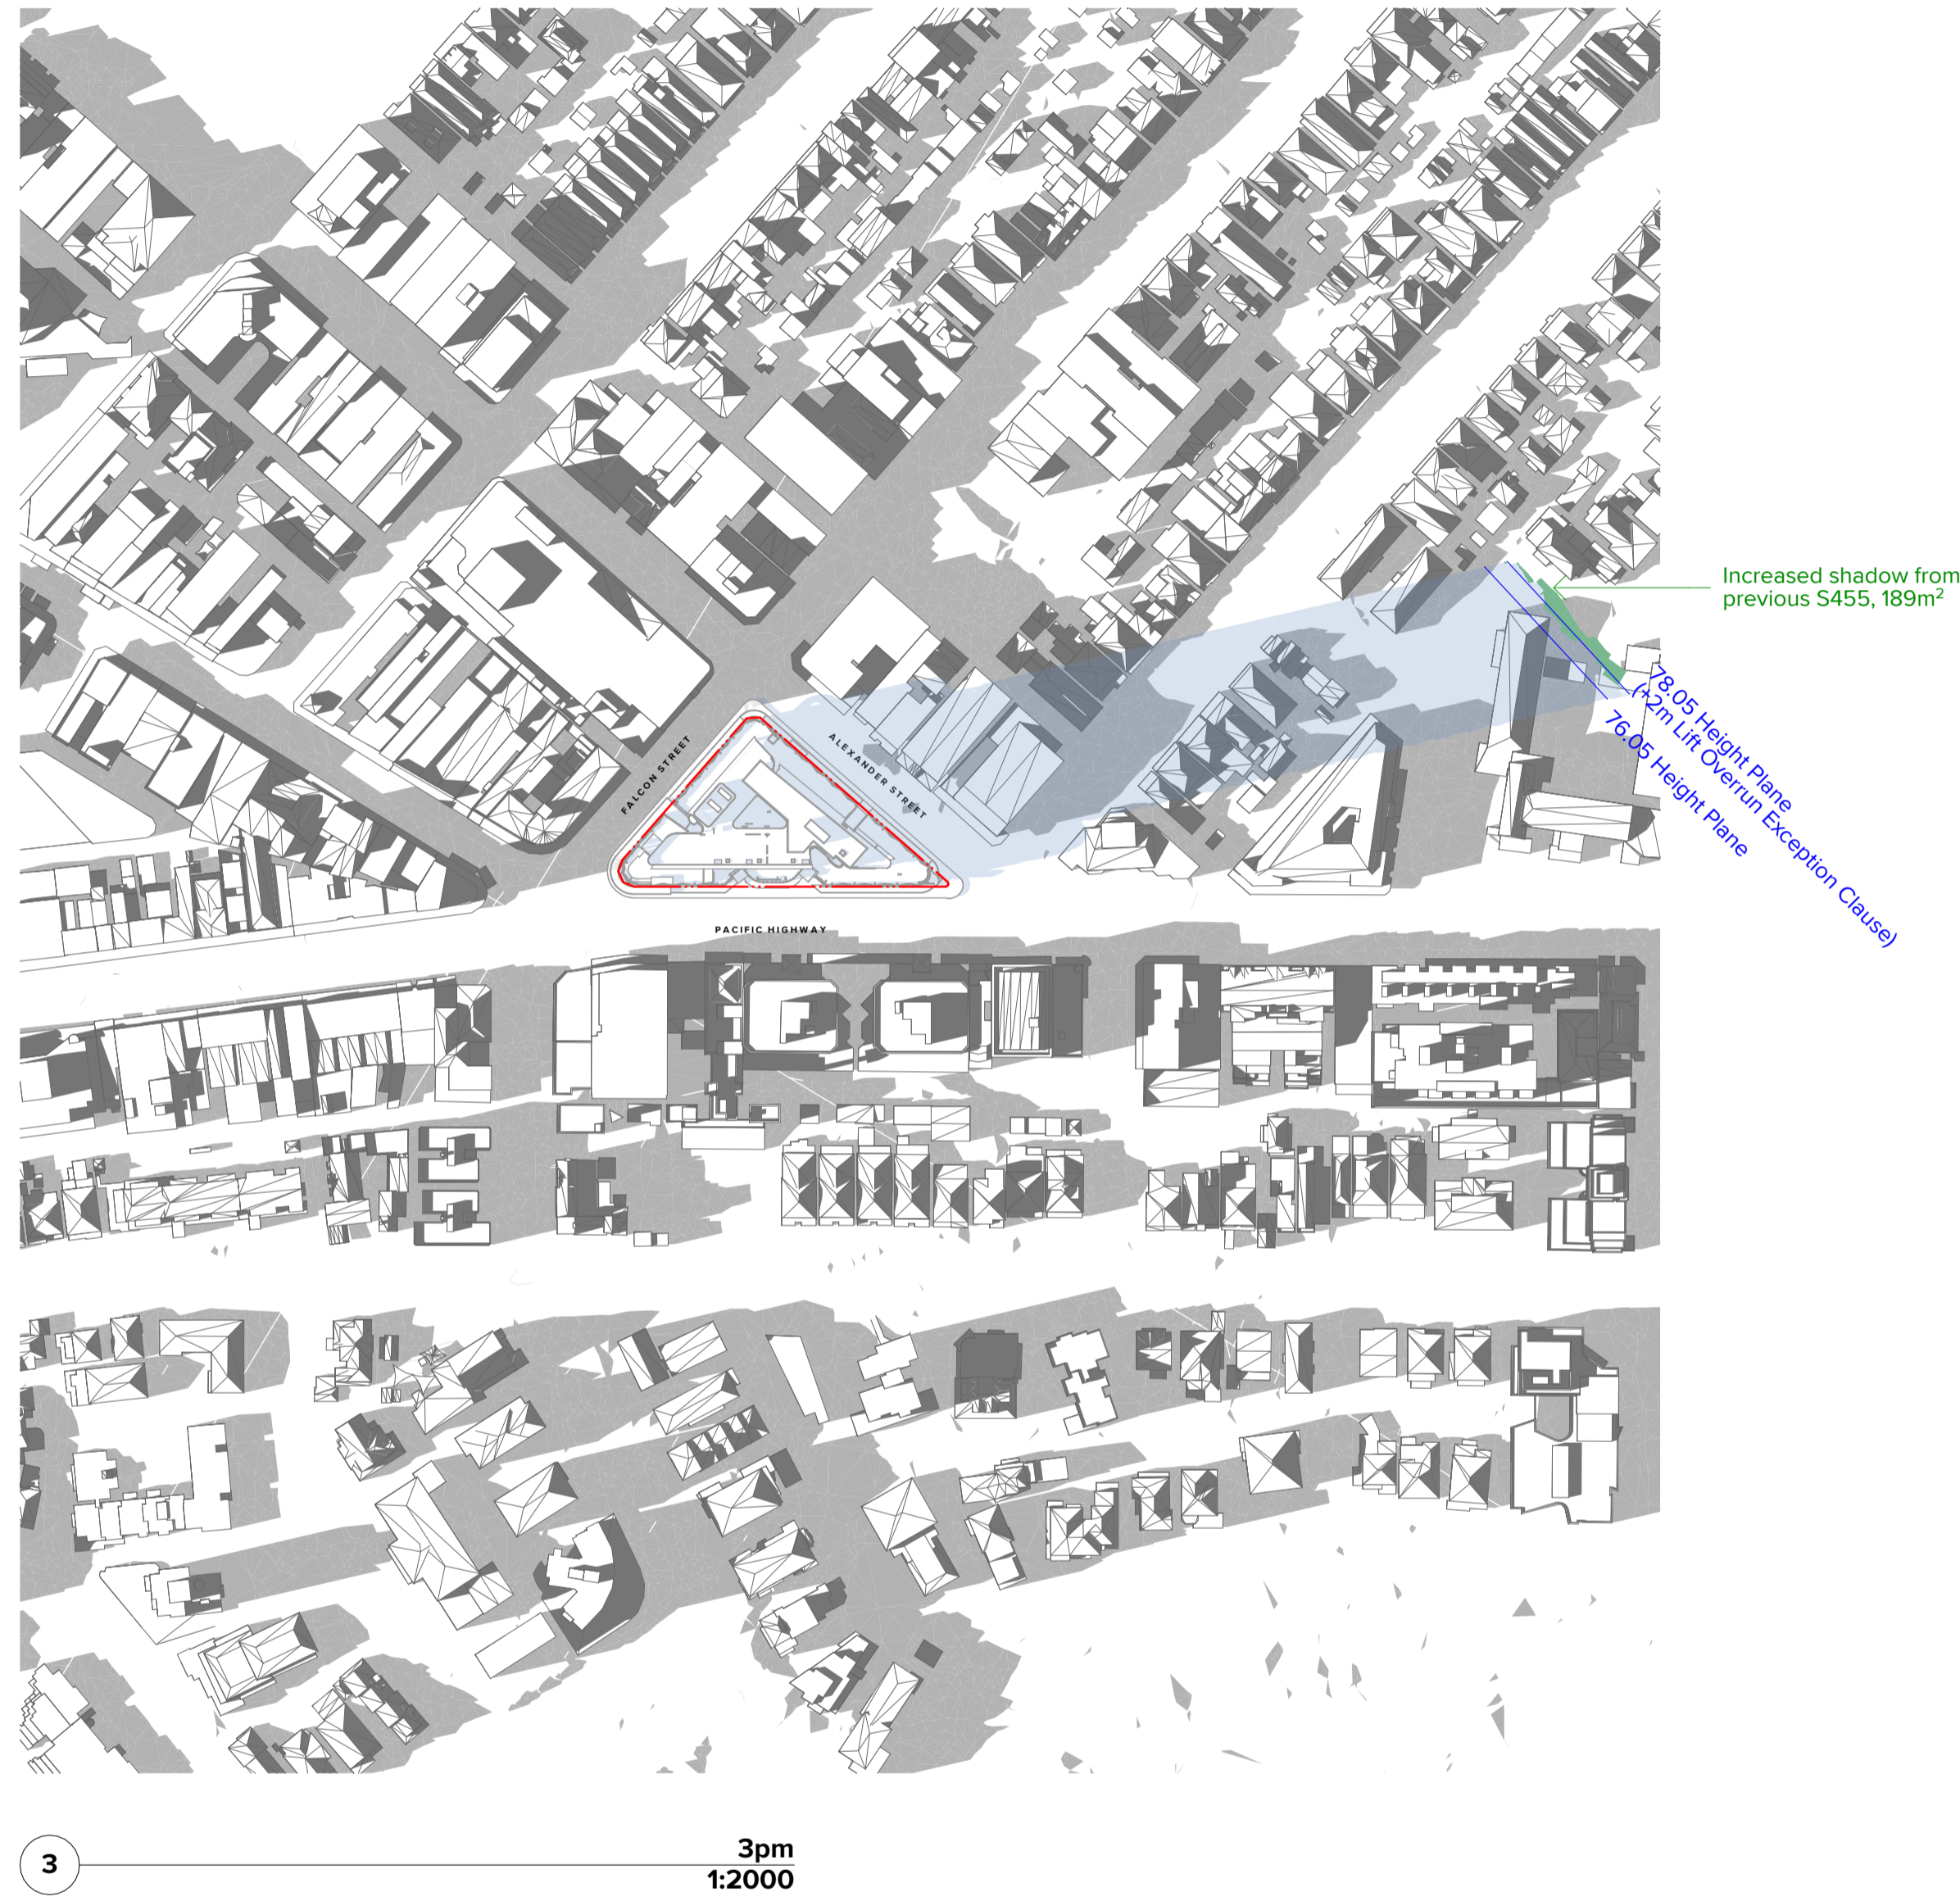 Increased shadow from
previous S455, 189m²
78.05 Height Plane
(+2m Lift Overrun Exception Clause)
76.05 Height Plane
FALCON STREET
ALEXANDER STREET
PACIFIC HIGHWAY
3
3pm
1:2000